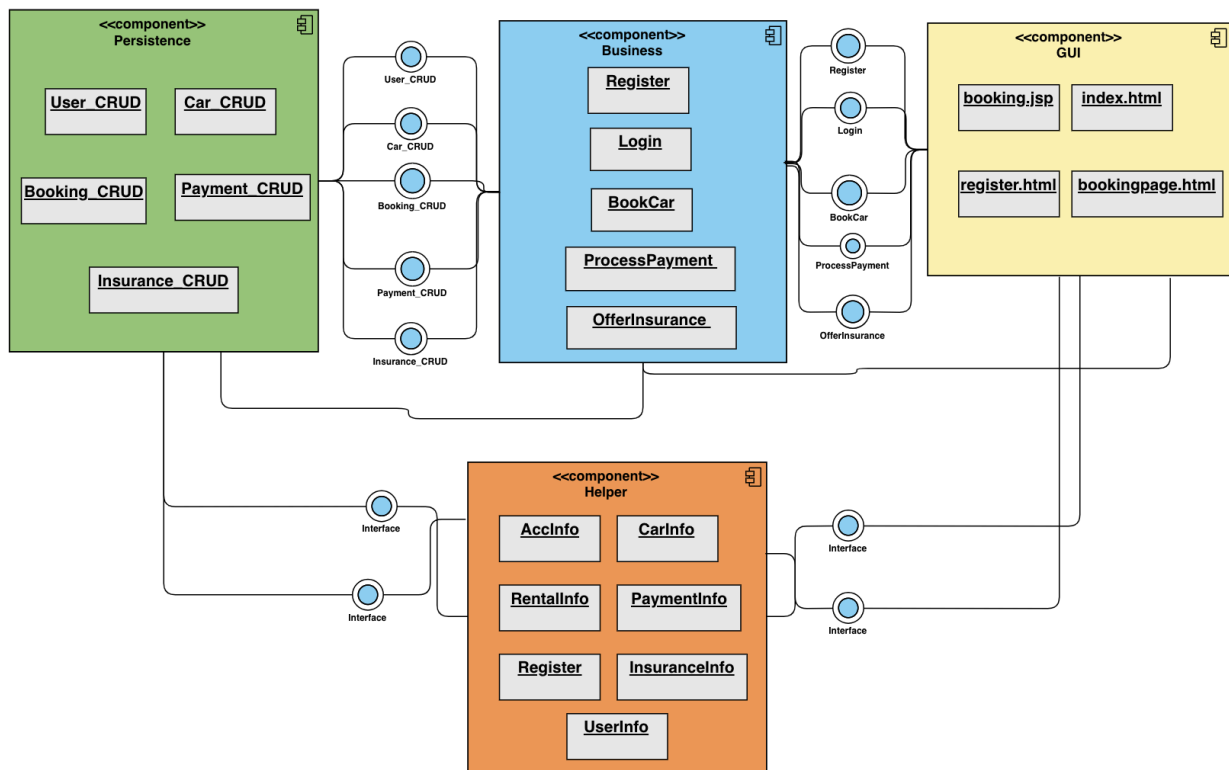 <<component>>
Persistence
User_CRUD
Car_CRUD
Booking_CRUD
Payment_CRUD
Insurance_CRUD
User_CRUD
Car_CRUD
Booking_CRUD
Payment_CRUD
Insurance_CRUD
<<component>>
Business
Register
Login
BookCar
ProcessPayment
OfferInsurance
Register
Login
BookCar
ProcessPayment
OfferInsurance
<<component>>
GUI
booking.jsp
index.html
register.html
bookingpage.html
Interface
Interface
<<component>>
Helper
AccInfo
CarInfo
RentalInfo
PaymentInfo
Register
InsuranceInfo
UserInfo
Interface
Interface